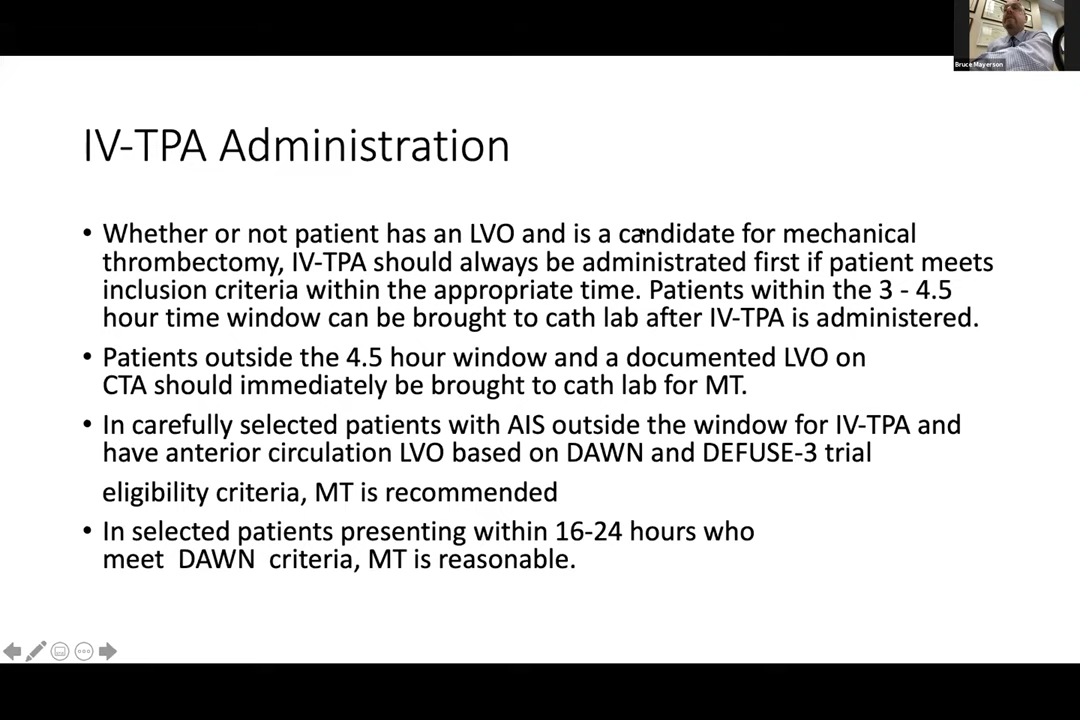 Bruce Mayerson
IV-TPA Administration
• Whether or not patient has an LVO and is a candidate for mechanical
thrombectomy, IV-TPA should always be administrated first if patient meets
inclusion criteria within the appropriate time. Patients within the 3 - 4.5
hour time window can be brought to cath lab after IV-TPA is administered.
• Patients outside the 4.5 hour window and a documented LVO on
CTA should immediately be brought to cath lab for MT.
• In carefully selected patients with AIS outside the window for IV-TPA and
have anterior circulation LVO based on DAWN and DEFUSE-3 trial
eligibility criteria, MT is recommended
• In selected patients presenting within 16-24 hours who
meet DAWN criteria, MT is reasonable.